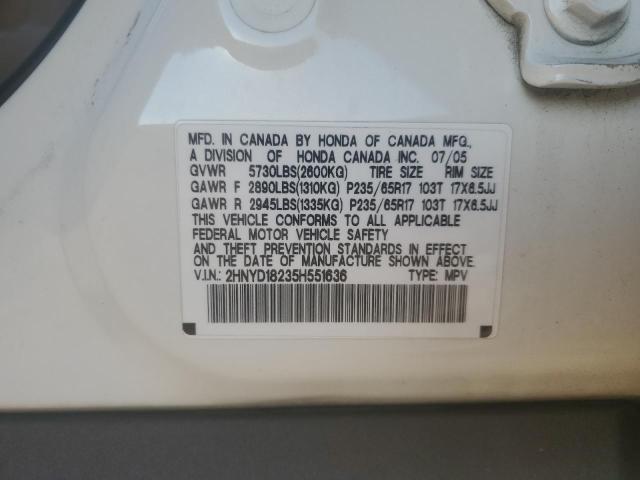 MFD. IN CANADA BY HONDA OF CANADA MFG.,
A DIVISION OF HONDA CANADA INC. 07/05
GVWR 5730LBS(2600KG) TIRE SIZE RIM SIZE
GAWR F 2890LBS(1310KG) P235/65R17 103T 17X6.5JJ
GAWR R 2945LBS(1335KG) P235/65R17 103T 17X6.5JJ
THIS VEHICLE CONFORMS TO ALL APPLICABLE
FEDERAL MOTOR VEHICLE SAFETY
AND THEFT PREVENTION STANDARDS IN EFFECT
ON THE DATE OF MANUFACTURE SHOWN ABOVE.
V.I.N.: 2HNYD18235H551636 TYPE: MPV